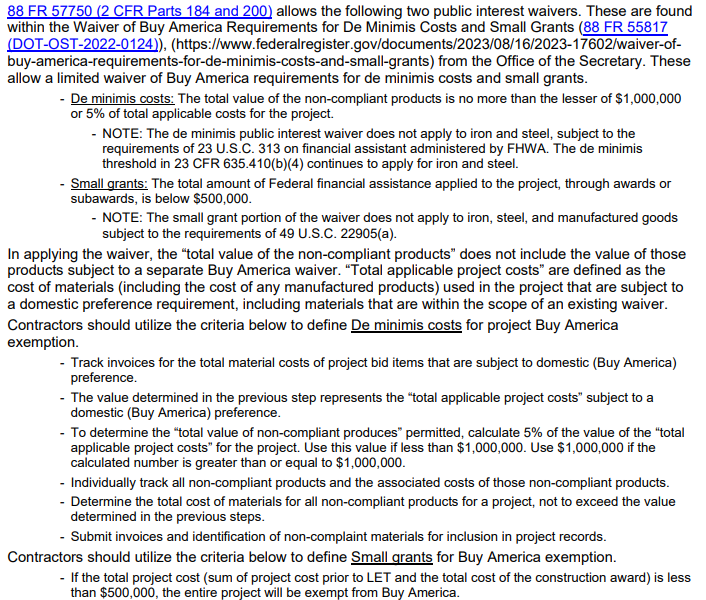 88 FR 57750 (2 CFR Parts 184 and 200) allows the following two public interest waivers. These are found
within the Waiver of Buy America Requirements for De Minimis Costs and Small Grants (88 FR 55817
(DOT-OST-2022-0124)), (https://www.federalregister.gov/documents/2023/08/16/2023-17602/waiver-of-
buy-america-requirements-for-de-minimis-costs-and-small-grants) from the Office of the Secretary. These
allow a limited waiver of Buy America requirements for de minimis costs and small grants.
- De minimis costs: The total value of the non-compliant products is no more than the lesser of $1,000,000
or 5% of total applicable costs for the project.
- NOTE: The de minimis public interest waiver does not apply to iron and steel, subject to the
requirements of 23 U.S.C. 313 on financial assistant administered by FHWA. The de minimis
threshold in 23 CFR 635.410(b)(4) continues to apply for iron and steel.
- Small grants: The total amount of Federal financial assistance applied to the project, through awards or
subawards, is below $500,000.
- NOTE: The small grant portion of the waiver does not apply to iron, steel, and manufactured goods
subject to the requirements of 49 U.S.C. 22905(a).
In applying the waiver, the “total value of the non-compliant products” does not include the value of those
products subject to a separate Buy America waiver. “Total applicable project costs” are defined as the
cost of materials (including the cost of any manufactured products) used in the project that are subject to
a domestic preference requirement, including materials that are within the scope of an existing waiver.
Contractors should utilize the criteria below to define De minimis costs for project Buy America
exemption.
- Track invoices for the total material costs of project bid items that are subject to domestic (Buy America)
preference.
- The value determined in the previous step represents the “total applicable project costs” subject to a
domestic (Buy America) preference.
- To determine the “total value of non-compliant produces” permitted, calculate 5% of the value of the “total
applicable project costs” for the project. Use this value if less than $1,000,000. Use $1,000,000 if the
calculated number is greater than or equal to $1,000,000.
- Individually track all non-compliant products and the associated costs of those non-compliant products.
- Determine the total cost of materials for all non-compliant products for a project, not to exceed the value
determined in the previous steps.
- Submit invoices and identification of non-complaint materials for inclusion in project records.
Contractors should utilize the criteria below to define Small grants for Buy America exemption.
- If the total project cost (sum of project cost prior to LET and the total cost of the construction award) is less
than $500,000, the entire project will be exempt from Buy America.